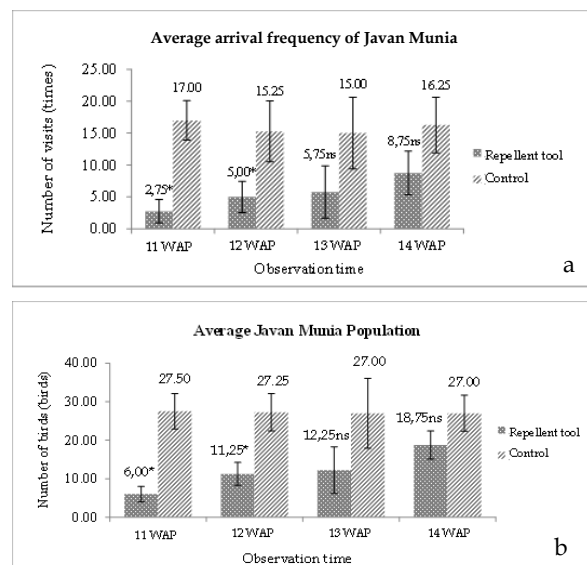 Average arrival frequency of Javan Munia
Number of visits (times)
25.00
20.00
15.00
10.00
5.00
0.00
2,75*
17.00
5,00*
15.25
5,75ns
15.00
8,75ns
16.25
11 WAP
12 WAP
13 WAP
14 WAP
Observation time
Repellent tool
Control
a
Average Javan Munia Population
Number of birds (birds)
40.00
30.00
20.00
10.00
0.00
6,00*
27.50
11,25*
27.25
12,25ns
27.00
18,75ns
27.00
11 WAP
12 WAP
13 WAP
14 WAP
Observation time
Repellent tool
Control
b